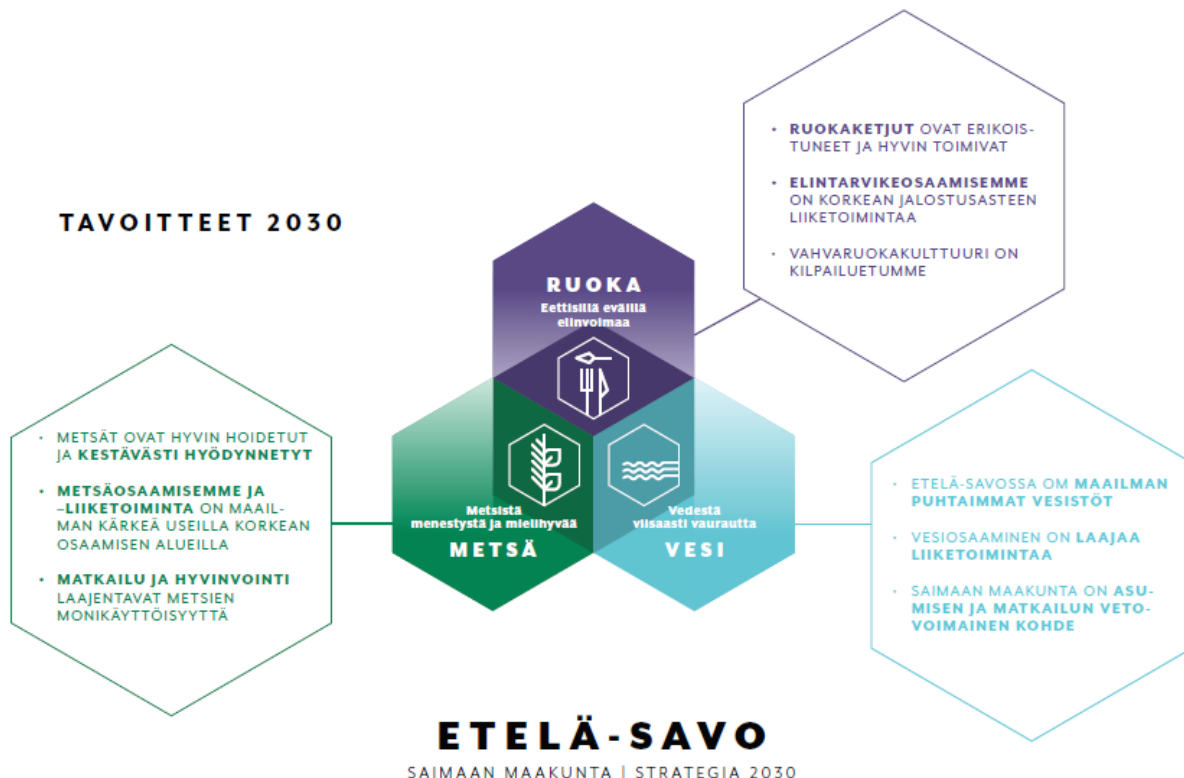 TAVOITTEET 2030
• RUOKAKETJUT OVAT ERIKOIS-
TUNEET JA HYVIN TOIMIVAT
• ELINTARVIKEOSAAMISEMME
ON KORKEAN JALOSTUSASTEEN
LIIKETOIMINTAA
• VAHVARUOKAKULTTUURI ON
KILPAILUETUMME
RUOKA
Eettisillä eväillä
elinvoimaa
• METSÄT OVAT HYVIN HOIDETUT
JA KESTÄVÄSTI HYÖDYNNETYT
• METSÄOSAAMISEMME JA
–LIIKETOIMINTA ON MAAIL-
MAN KÄRKEÄ USEILLA KORKEAN
OSAAMISEN ALUEILLA
• MATKAILU JA HYVINVOINTI
LAAJENTAVAT METSIEN
MONIKÄYTTÖISYYTTÄ
Metsistä
menestystä ja mielihyvää
METSÄ
Vedestä
viisaasti vaurautta
VESI
• ETELÄ-SAVOSSA OM MAAILMAN
PUHTAIMMAT VESISTÖT
• VESIOSAAMINEN ON LAAJAA
LIIKETOIMINTAA
• SAIMAAN MAAKUNTA ON ASU-
MISEN JA MATKAILUN VETO-
VOIMAINEN KOHDE
ETELÄ-SAVO
SAIMAAN MAAKUNTA | STRATEGIA 2030